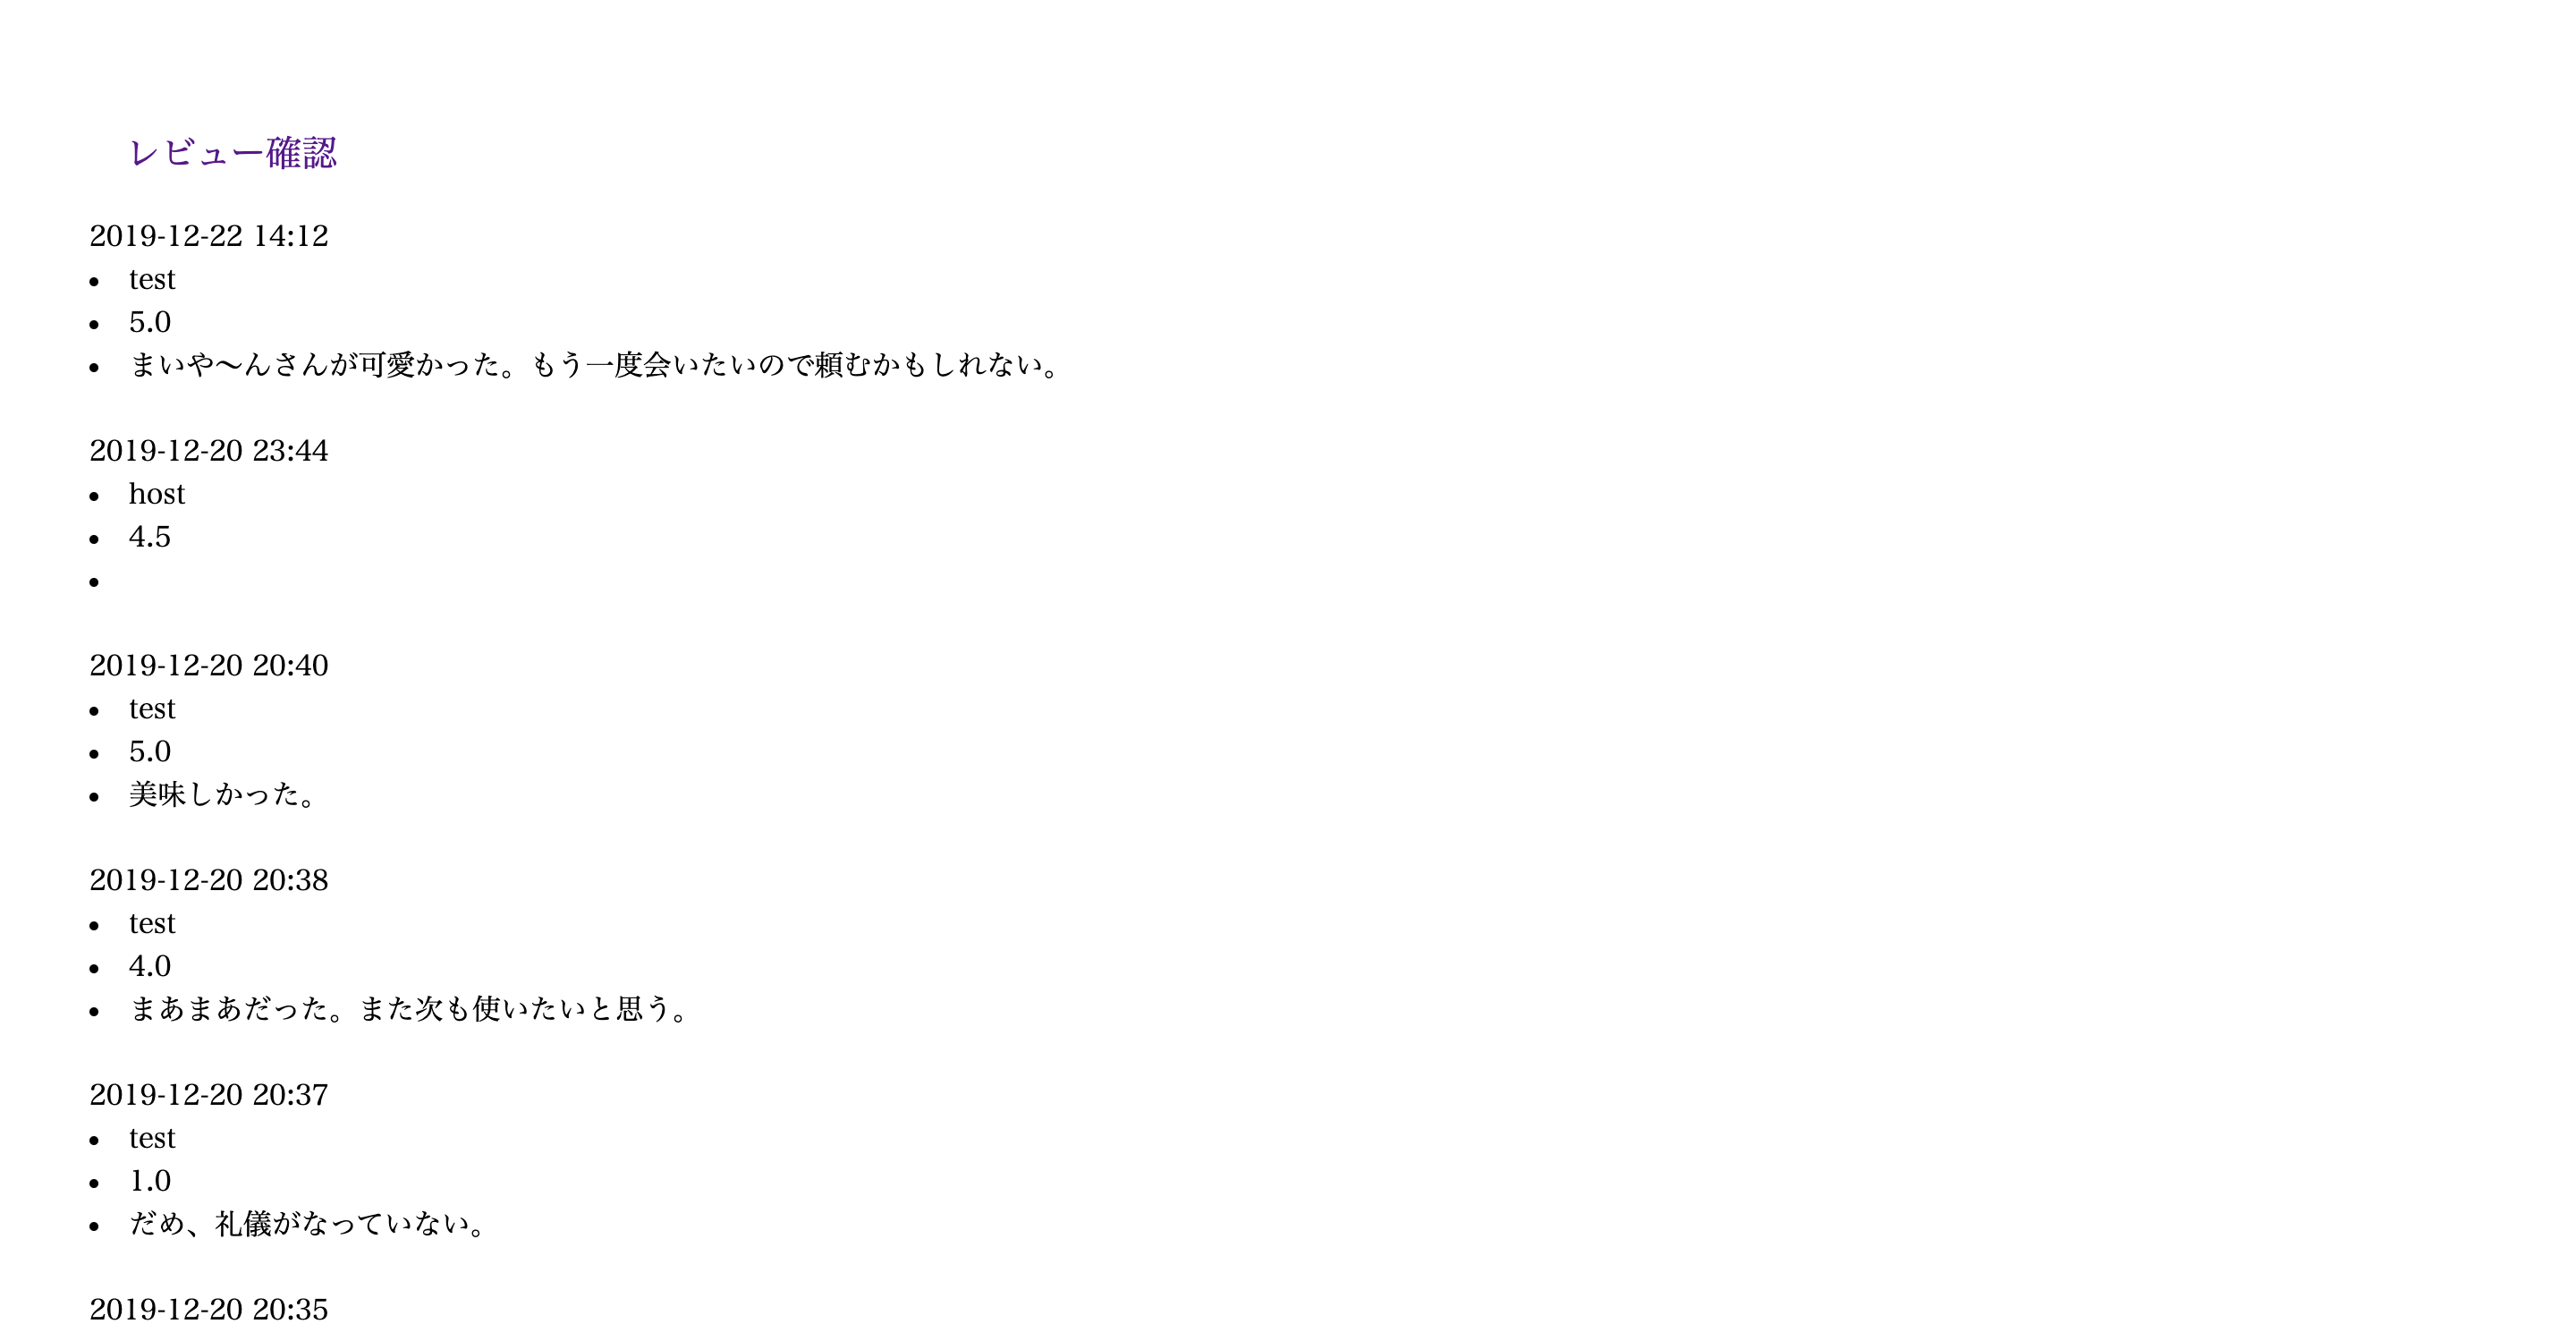 レビュー確認
2019-12-22 14:12
• test
• 5.0
• まいや〜んさんが可愛かった。もう一度会いたいので頼むかもしれない。
2019-12-20 23:44
• host
• 4.5
•
2019-12-20 20:40
• test
• 5.0
• 美味しかった。
2019-12-20 20:38
• test
• 4.0
• まあまあだった。また次も使いたいと思う。
2019-12-20 20:37
• test
• 1.0
• だめ、礼儀がなっていない。
2019-12-20 20:35